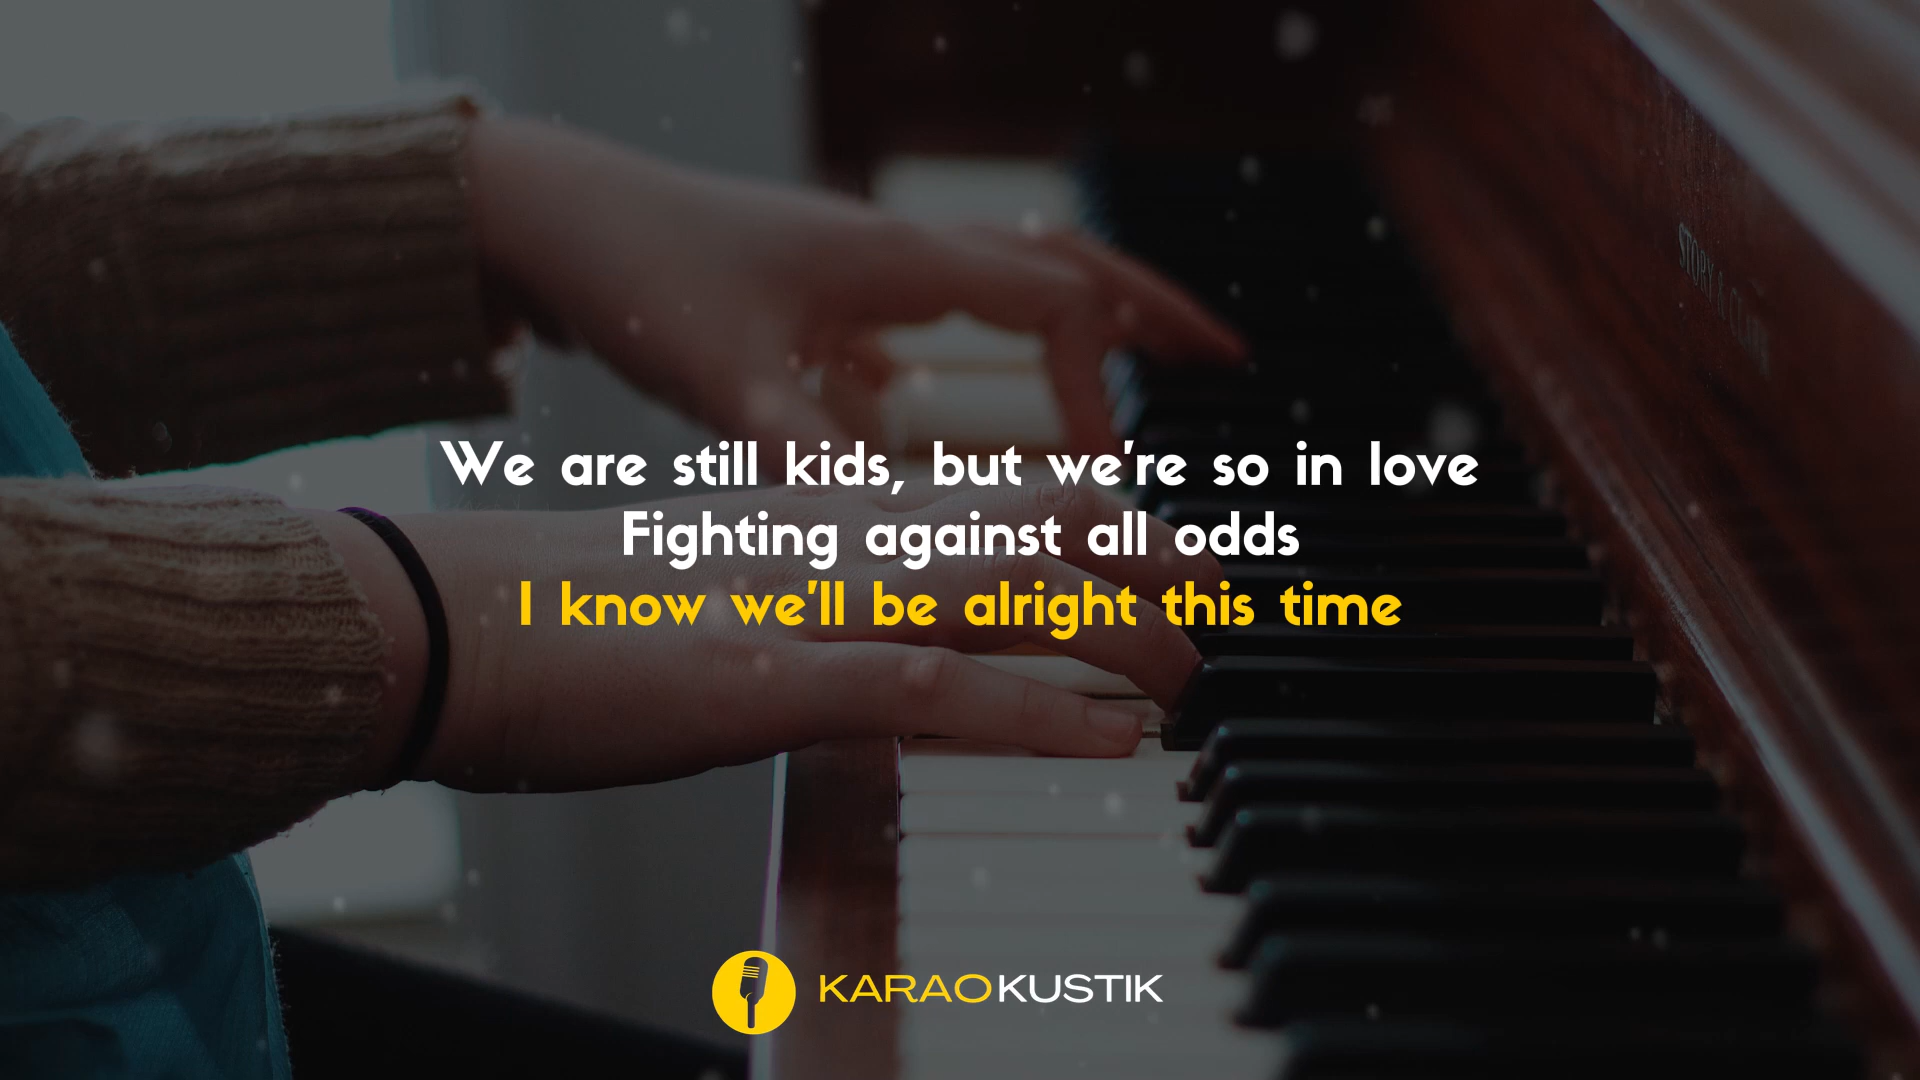 We are still kids, but we're so in love
Fighting against all odds
I know we'll be alright this time
KARAOKUSTIK